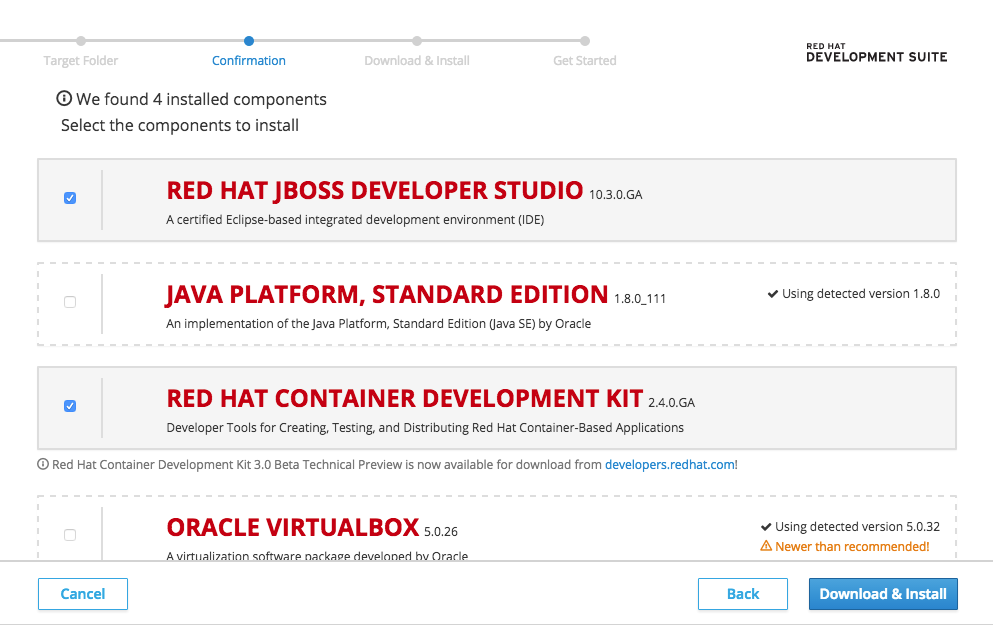 RED HAT
DEVELOPMENT SUITE
Target Folder
Confirmation
Download & Install
Get Started
We found 4 installed components
Select the components to install
RED HAT JBOSS DEVELOPER STUDIO 10.3.0.GA
A certified Eclipse-based integrated development environment (IDE)
JAVA PLATFORM, STANDARD EDITION 1.8.0_111
Using detected version 1.8.0
An implementation of the Java Platform, Standard Edition (Java SE) by Oracle
RED HAT CONTAINER DEVELOPMENT KIT 2.4.0.GA
Developer Tools for Creating, Testing, and Distributing Red Hat Container-Based Applications
Red Hat Container Development Kit 3.0 Beta Technical Preview is now available for download from developers.redhat.com!
ORACLE VIRTUALBOX 5.0.26
Using detected version 5.0.32
Newer than recommended!
A virtualization software package developed by Oracle
Cancel
Back
Download & Install